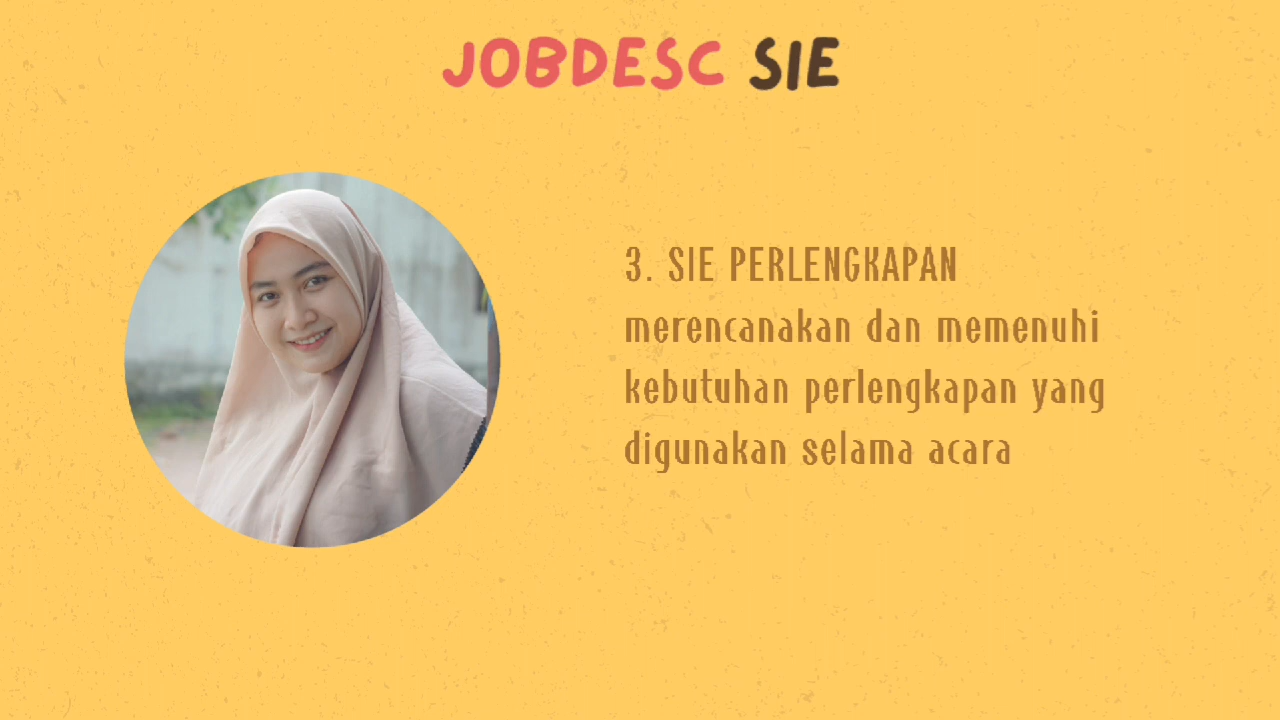 JOBDESC SIE
3. SIE PERLENGKAPAN
merencanakan dan memenuhi
kebutuhan perlengkapan yang
digunakan selama acara